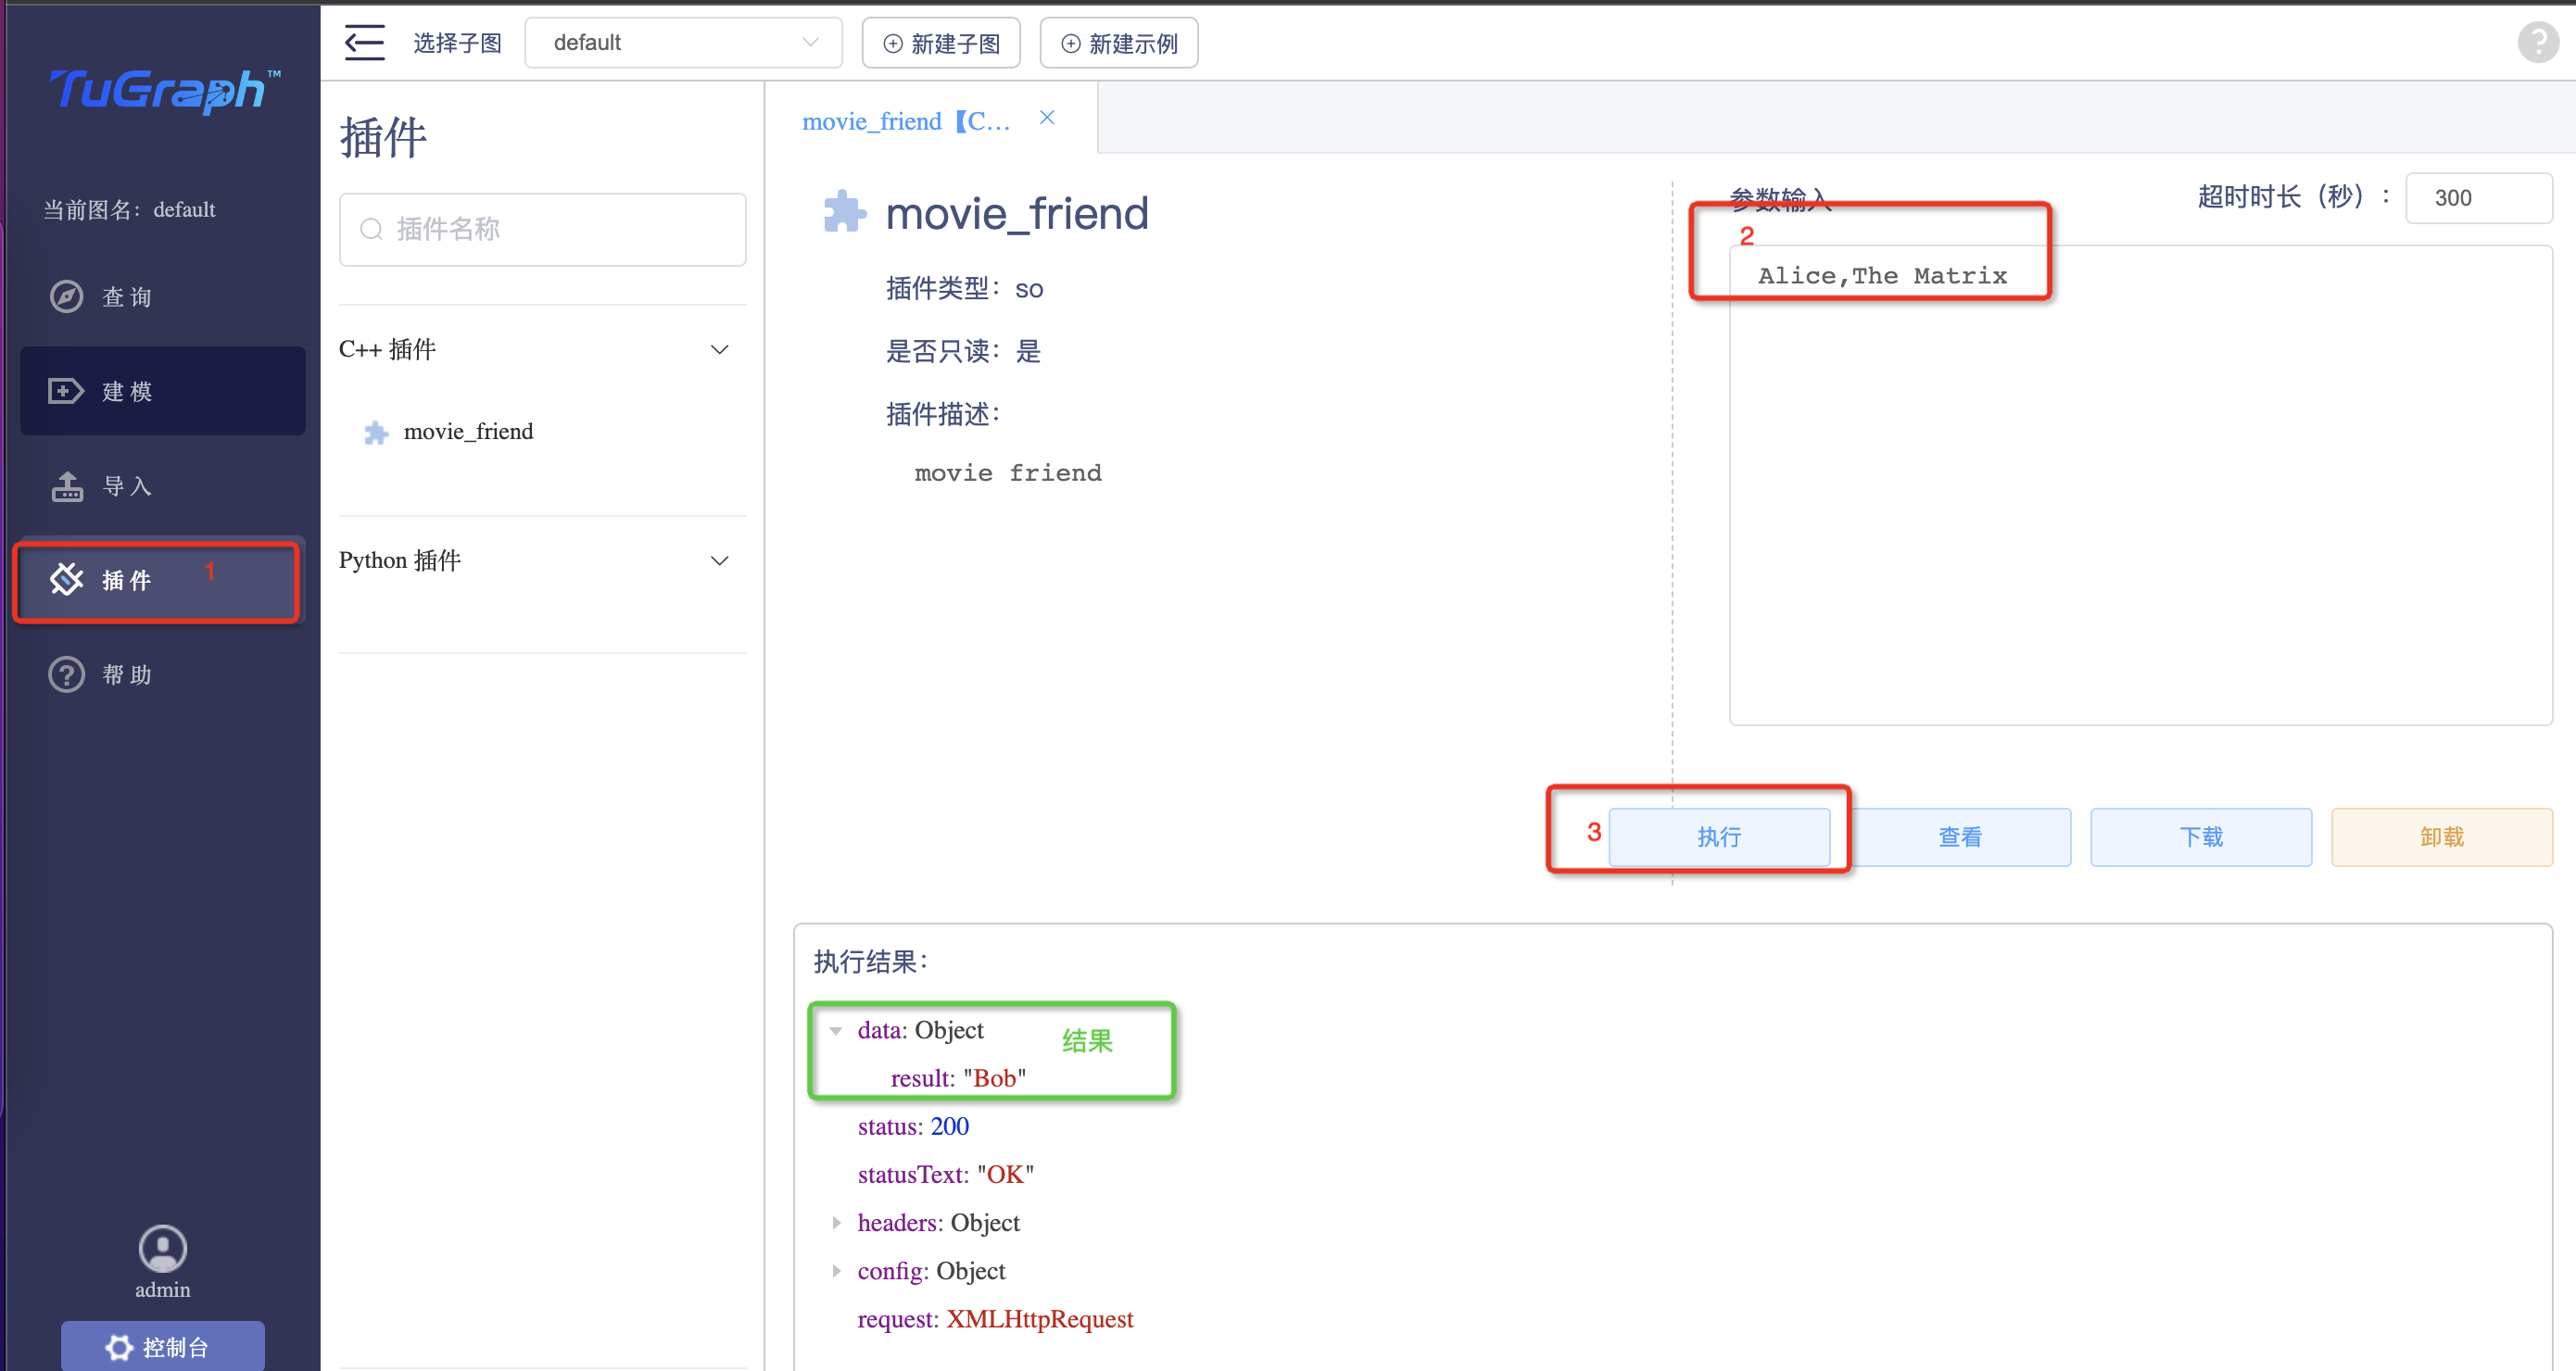 TuGraph™
当前图名：default
查询
建模
导入
插件 1
帮助
admin
控制台
选择子图 default 新建子图 新建示例 ?
插件
插件名称
C++ 插件
movie_friend
Python 插件
movie_friend【C...
movie_friend
插件类型：so
是否只读：是
插件描述：
movie friend
参数输入 超时时长（秒）： 300
2
Alice,The Matrix
3 执行 查看 下载 卸载
执行结果：
data: Object 结果
result: "Bob"
status: 200
statusText: "OK"
headers: Object
config: Object
request: XMLHttpRequest